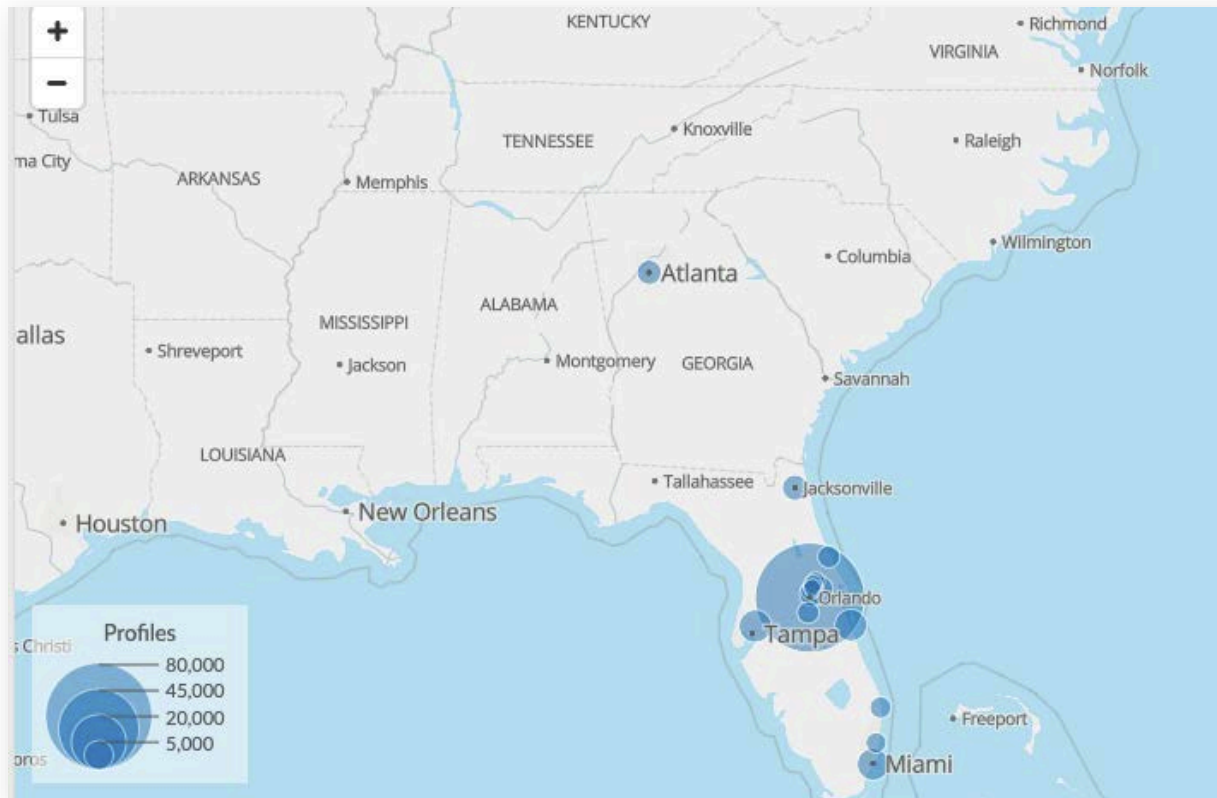 +
KENTUCKY
Richmond
VIRGINIA
−
Norfolk
Tulsa
TENNESSEE
Knoxville
Raleigh
ma City
ARKANSAS
Memphis
Wilmington
Columbia
Atlanta
ALABAMA
MISSISSIPPI
allas
Shreveport
Jackson
Montgomery
GEORGIA
Savannah
LOUISIANA
Tallahassee
Jacksonville
New Orleans
Houston
Orlando
Tampa
Profiles
s Christi
80,000
45,000
20,000
5,000
oros
Freeport
Miami